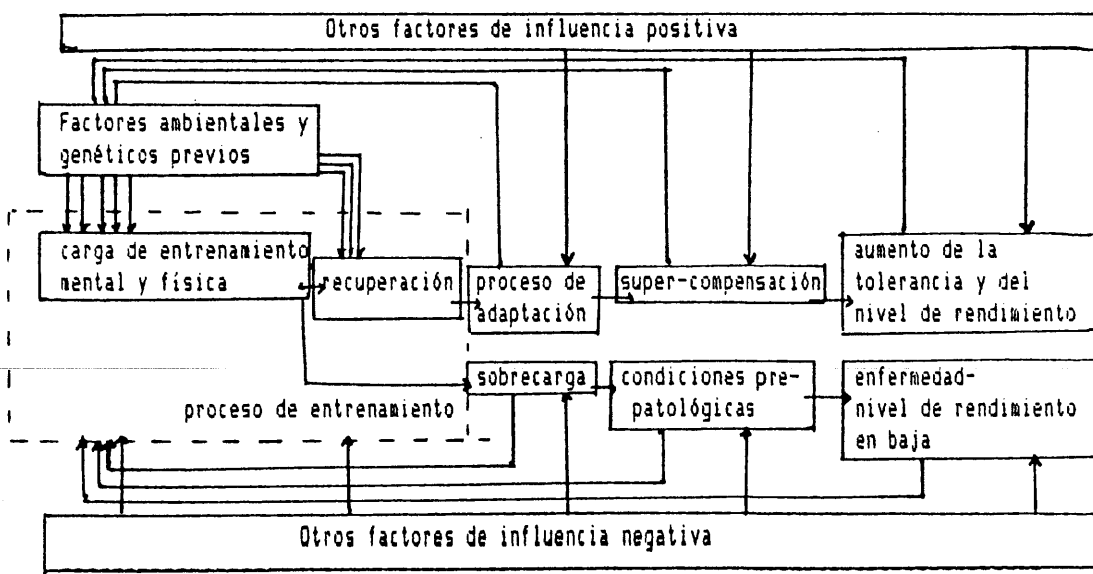 Otros factores de influencia positiva
Factores ambientales y
genéticos previos
carga de entrenamiento
mental y física
recuperación
proceso de
adaptación
super-compensación
aumento de la
tolerancia y del
nivel de rendimiento
sobrecarga
condiciones pre-
patológicas
enfermedad-
nivel de rendimiento
en baja
proceso de entrenamiento
Otros factores de influencia negativa